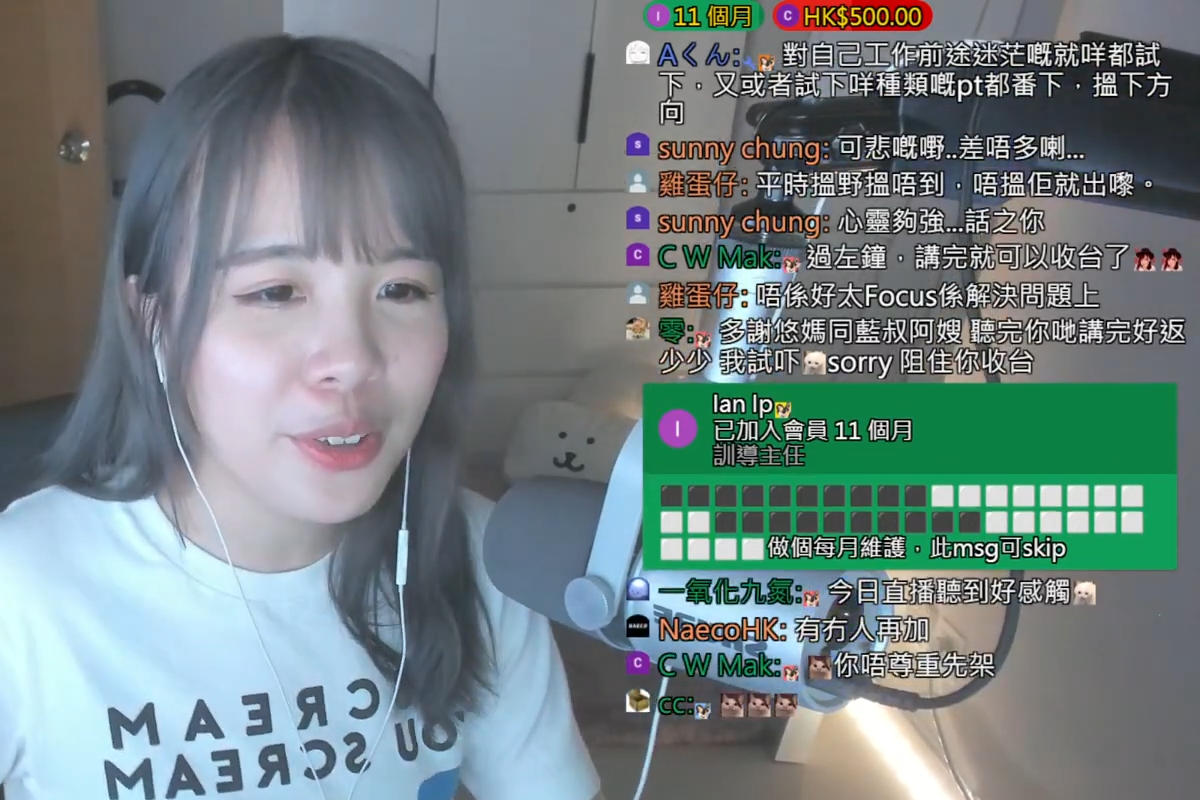 I 11 個月 C HK$500.00
Aくん: 對自己工作前途迷茫嘅就咩都試
下，又或者試下咩種類嘅pt都番下，搵下方
向
S sunny chung: 可悲嘅嘢..差唔多喇...
雞蛋仔: 平時搵野搵唔到，唔搵佢就出嚟。
S sunny chung: 心靈夠強...話之你
C C W Mak: 過左鐘，講完就可以收台了
雞蛋仔: 唔係好太Focus係解決問題上
零: 多謝悠媽同藍叔阿嫂 聽完你哋講完好返
少少 我試吓sorry 阻住你收台
Ian Ip
I 已加入會員 11 個月
訓導主任
做個每月維護，此msg可skip
一氧化九氮: 今日直播聽到好感觸
NAECO NaecoHK: 有冇人再加
C C W Mak: 你唔尊重先架
cc:
CREAM
YOU SCREAM